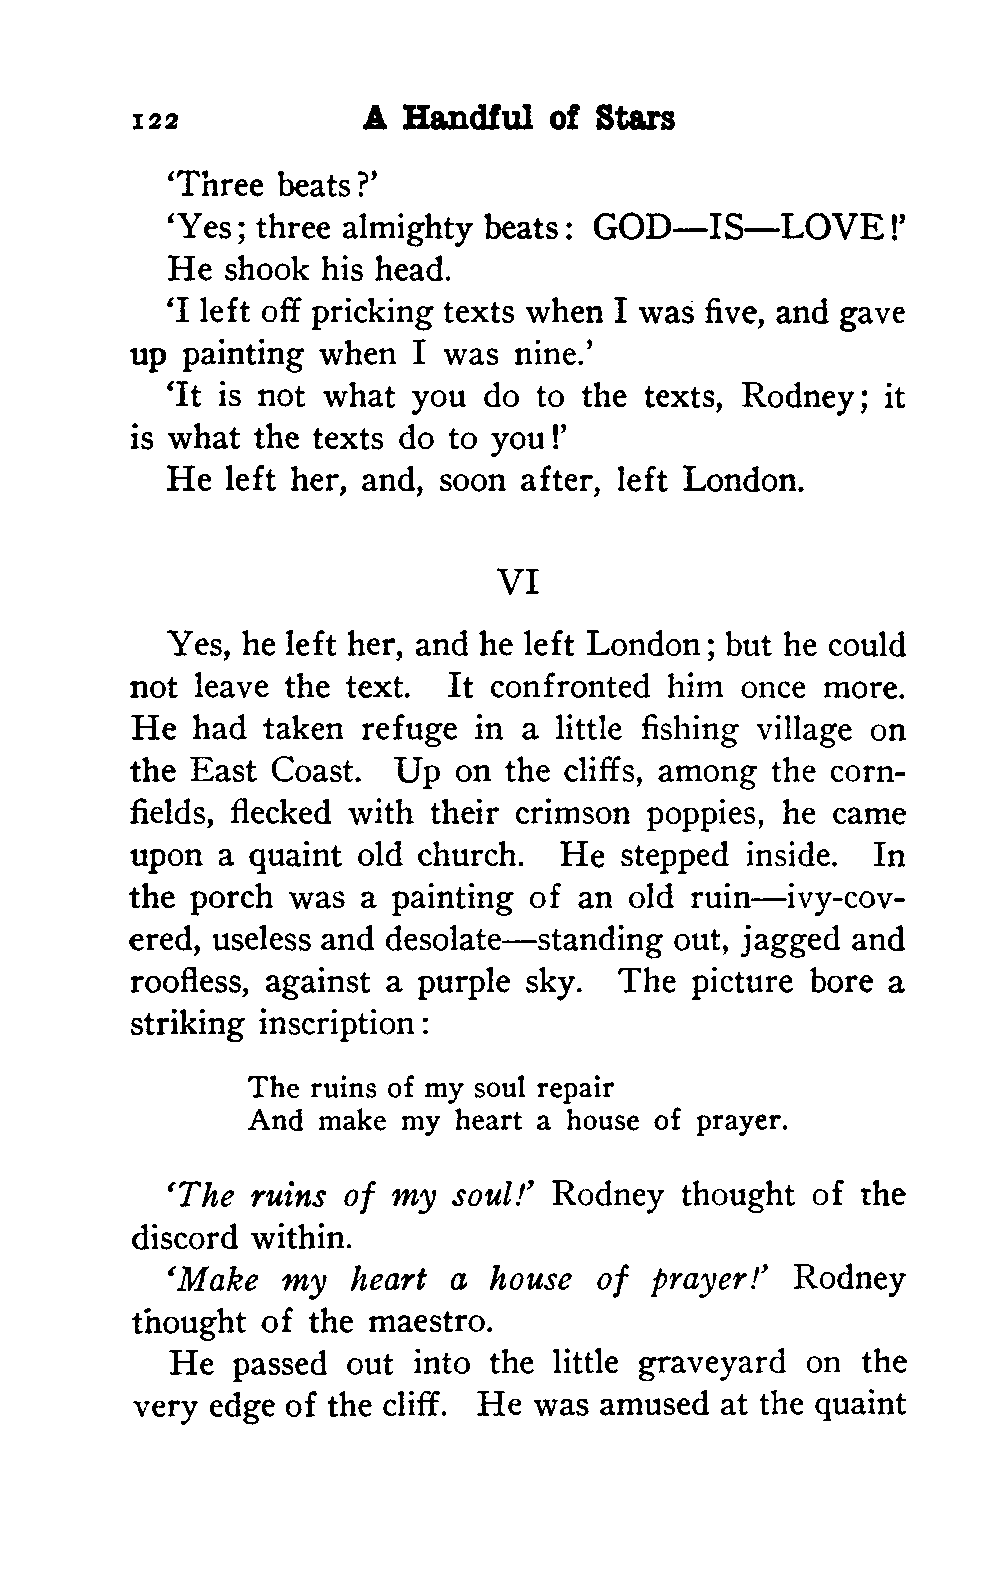 122 A Handful of Stars
‘Three beats?’
‘Yes; three almighty beats: GOD—IS—LOVE!’
He shook his head.
‘I left off pricking texts when I was five, and gave
up painting when I was nine.’
‘It is not what you do to the texts, Rodney; it
is what the texts do to you!’
He left her, and, soon after, left London.
VI
Yes, he left her, and he left London; but he could
not leave the text. It confronted him once more.
He had taken refuge in a little fishing village on
the East Coast. Up on the cliffs, among the corn-
fields, flecked with their crimson poppies, he came
upon a quaint old church. He stepped inside. In
the porch was a painting of an old ruin—ivy-cov-
ered, useless and desolate—standing out, jagged and
roofless, against a purple sky. The picture bore a
striking inscription:
The ruins of my soul repair
And make my heart a house of prayer.
‘The ruins of my soul!’ Rodney thought of the
discord within.
‘Make my heart a house of prayer!’ Rodney
thought of the maestro.
He passed out into the little graveyard on the
very edge of the cliff. He was amused at the quaint